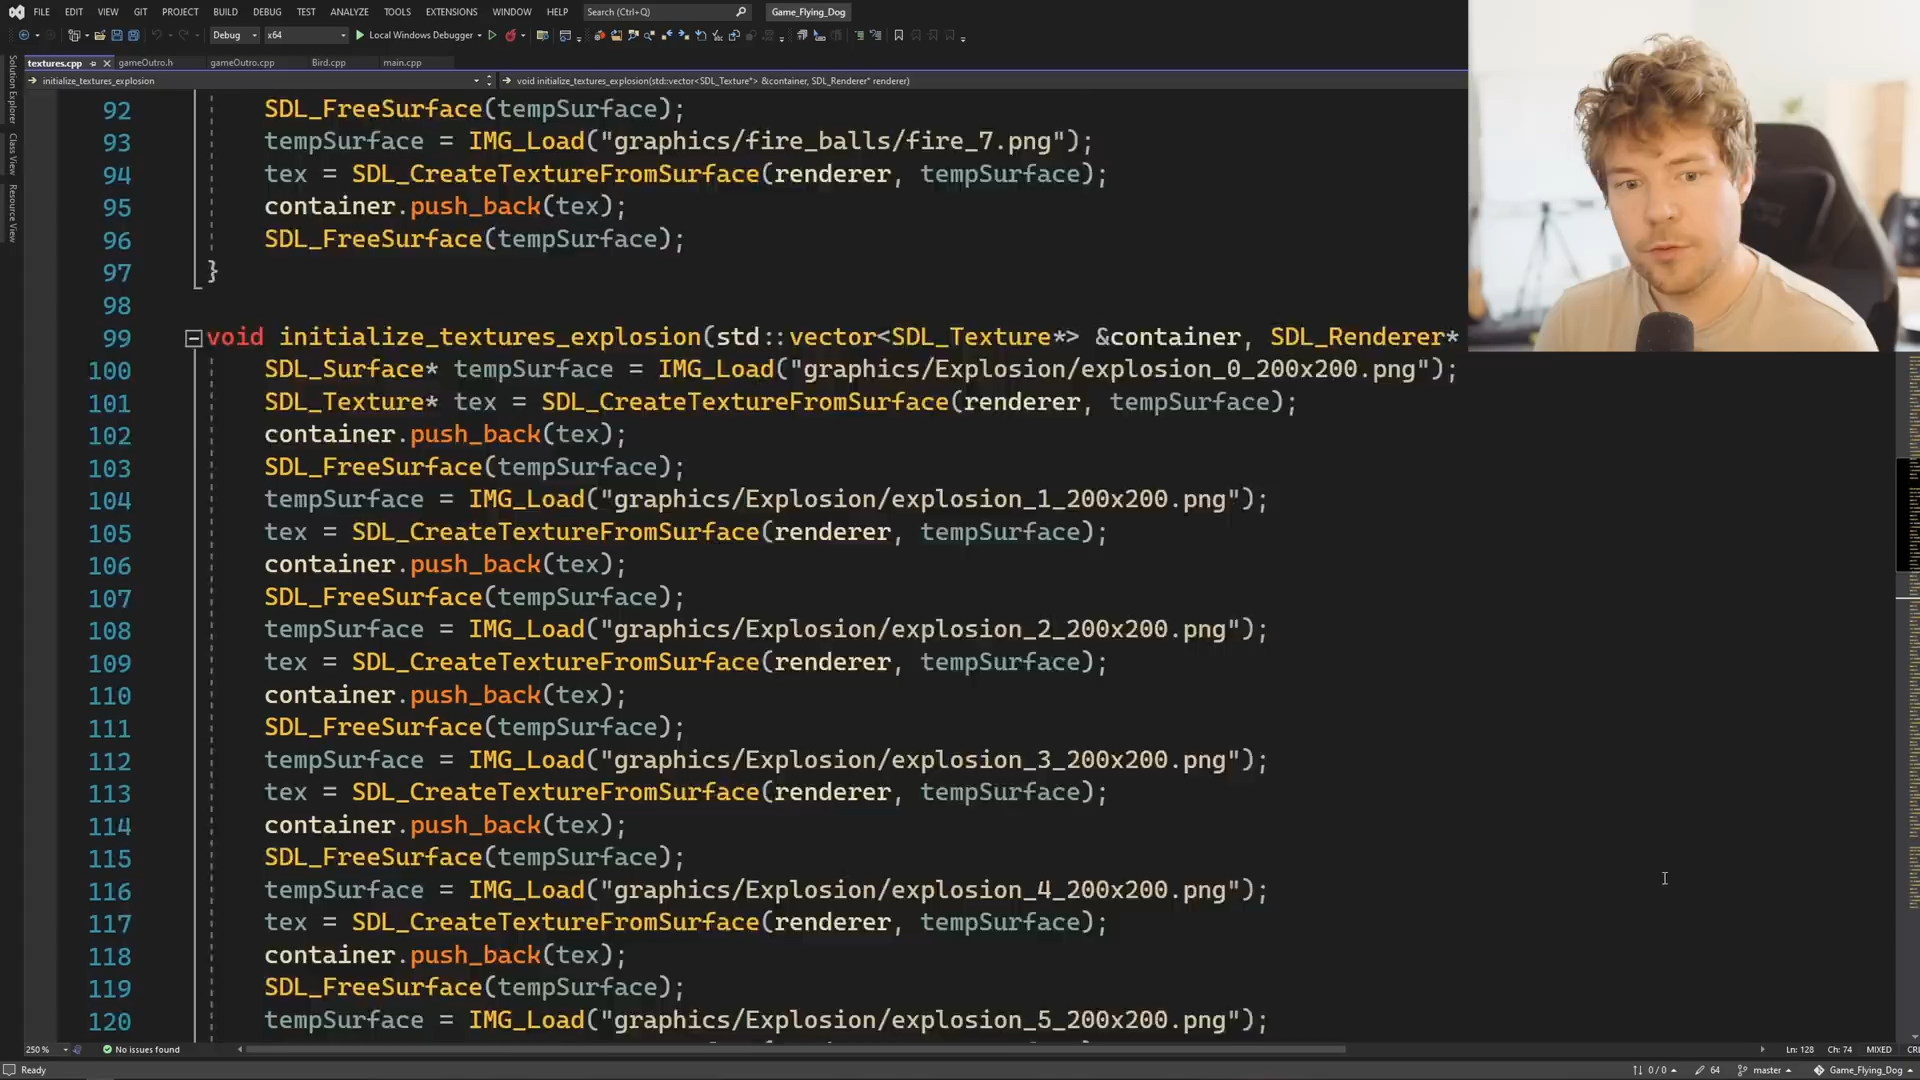 FILE EDIT VIEW GIT PROJECT BUILD DEBUG TEST ANALYZE TOOLS EXTENSIONS WINDOW HELP Search (Ctrl+Q) Game_Flying_Dog
Debug x64 Local Windows Debugger
textures.cpp gameOutro.h gameOutro.cpp Bird.cpp main.cpp
initialize_textures_explosion void initialize_textures_explosion(std::vector<SDL_Texture*> &container, SDL_Renderer* renderer)
Solution Explorer
Class View
Resource View
92 SDL_FreeSurface(tempSurface);
93 tempSurface = IMG_Load("graphics/fire_balls/fire_7.png");
94 tex = SDL_CreateTextureFromSurface(renderer, tempSurface);
95 container.push_back(tex);
96 SDL_FreeSurface(tempSurface);
97 }
98
99 void initialize_textures_explosion(std::vector<SDL_Texture*> &container, SDL_Renderer*
100 SDL_Surface* tempSurface = IMG_Load("graphics/Explosion/explosion_0_200x200.png");
101 SDL_Texture* tex = SDL_CreateTextureFromSurface(renderer, tempSurface);
102 container.push_back(tex);
103 SDL_FreeSurface(tempSurface);
104 tempSurface = IMG_Load("graphics/Explosion/explosion_1_200x200.png");
105 tex = SDL_CreateTextureFromSurface(renderer, tempSurface);
106 container.push_back(tex);
107 SDL_FreeSurface(tempSurface);
108 tempSurface = IMG_Load("graphics/Explosion/explosion_2_200x200.png");
109 tex = SDL_CreateTextureFromSurface(renderer, tempSurface);
110 container.push_back(tex);
111 SDL_FreeSurface(tempSurface);
112 tempSurface = IMG_Load("graphics/Explosion/explosion_3_200x200.png");
113 tex = SDL_CreateTextureFromSurface(renderer, tempSurface);
114 container.push_back(tex);
115 SDL_FreeSurface(tempSurface);
116 tempSurface = IMG_Load("graphics/Explosion/explosion_4_200x200.png");
117 tex = SDL_CreateTextureFromSurface(renderer, tempSurface);
118 container.push_back(tex);
119 SDL_FreeSurface(tempSurface);
120 tempSurface = IMG_Load("graphics/Explosion/explosion_5_200x200.png");
250 % No issues found Ln: 128 Ch: 74 MIXED CRL
Ready 0 / 0 64 master Game_Flying_Dog